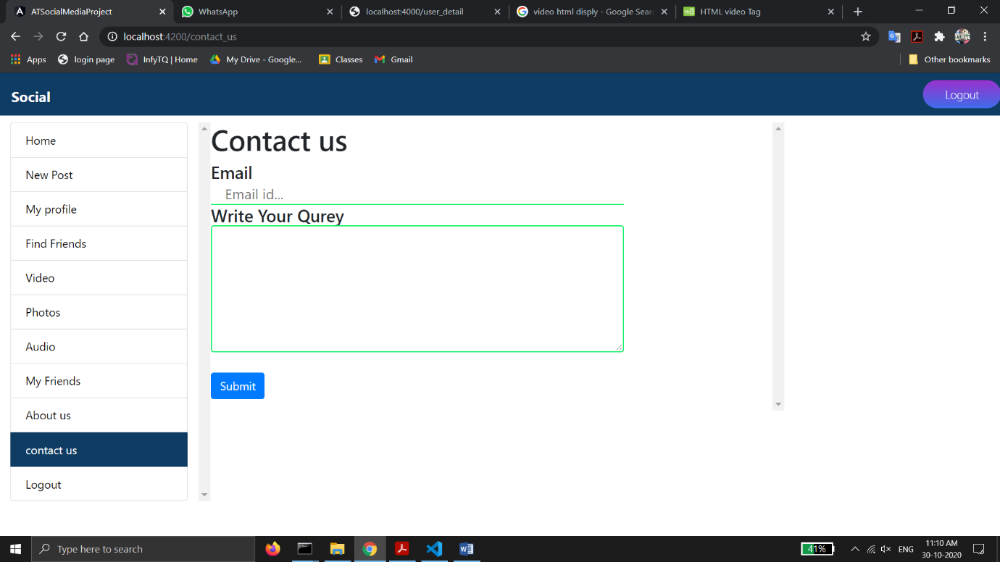 ATSocialMediaProject
WhatsApp
localhost:4000/user_detail
video html disply - Google Sear
HTML video Tag
localhost:4200/contact_us
Apps
login page
InfyTQ | Home
My Drive - Google...
Classes
Gmail
Other bookmarks
Social
Logout
Home
New Post
My profile
Find Friends
Video
Photos
Audio
My Friends
About us
contact us
Logout
Contact us
Email
Email id...
Write Your Qurey
Submit
Type here to search
41%
ENG
11:10 AM
30-10-2020